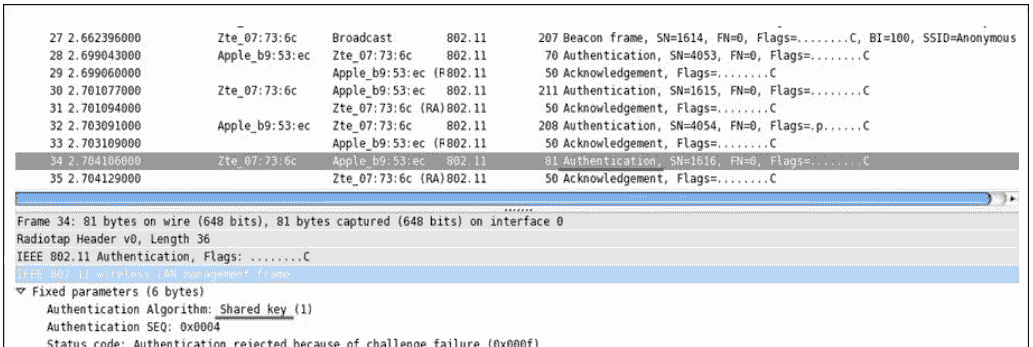 27 2.662396000 Zte_07:73:6c Broadcast 802.11 207 Beacon frame, SN=1614, FN=0, Flags=........C, BI=100, SSID=Anonymous
28 2.699043000 Apple_b9:53:ec Zte_07:73:6c 802.11 70 Authentication, SN=4053, FN=0, Flags=........C
29 2.699060000 Apple_b9:53:ec (R802.11 50 Acknowledgement, Flags=........C
30 2.701077000 Zte_07:73:6c Apple_b9:53:ec 802.11 211 Authentication, SN=1615, FN=0, Flags=........C
31 2.701094000 Zte_07:73:6c (RA)802.11 50 Acknowledgement, Flags=........C
32 2.703091000 Apple_b9:53:ec Zte_07:73:6c 802.11 208 Authentication, SN=4054, FN=0, Flags=.p......C
33 2.703109000 Apple_b9:53:ec (R802.11 50 Acknowledgement, Flags=........C
34 2.704106000 Zte_07:73:6c Apple_b9:53:ec 802.11 81 Authentication, SN=1616, FN=0, Flags=........C
35 2.704129000 Zte_07:73:6c (RA)802.11 50 Acknowledgement, Flags=........C
Frame 34: 81 bytes on wire (648 bits), 81 bytes captured (648 bits) on interface 0
Radiotap Header v0, Length 36
IEEE 802.11 Authentication, Flags: ........C
IEEE 802.11 wireless LAN management frame
Fixed parameters (6 bytes)
Authentication Algorithm: Shared key (1)
Authentication SEQ: 0x0004
Status code: Authentication rejected because of challenge failure (0x000f)